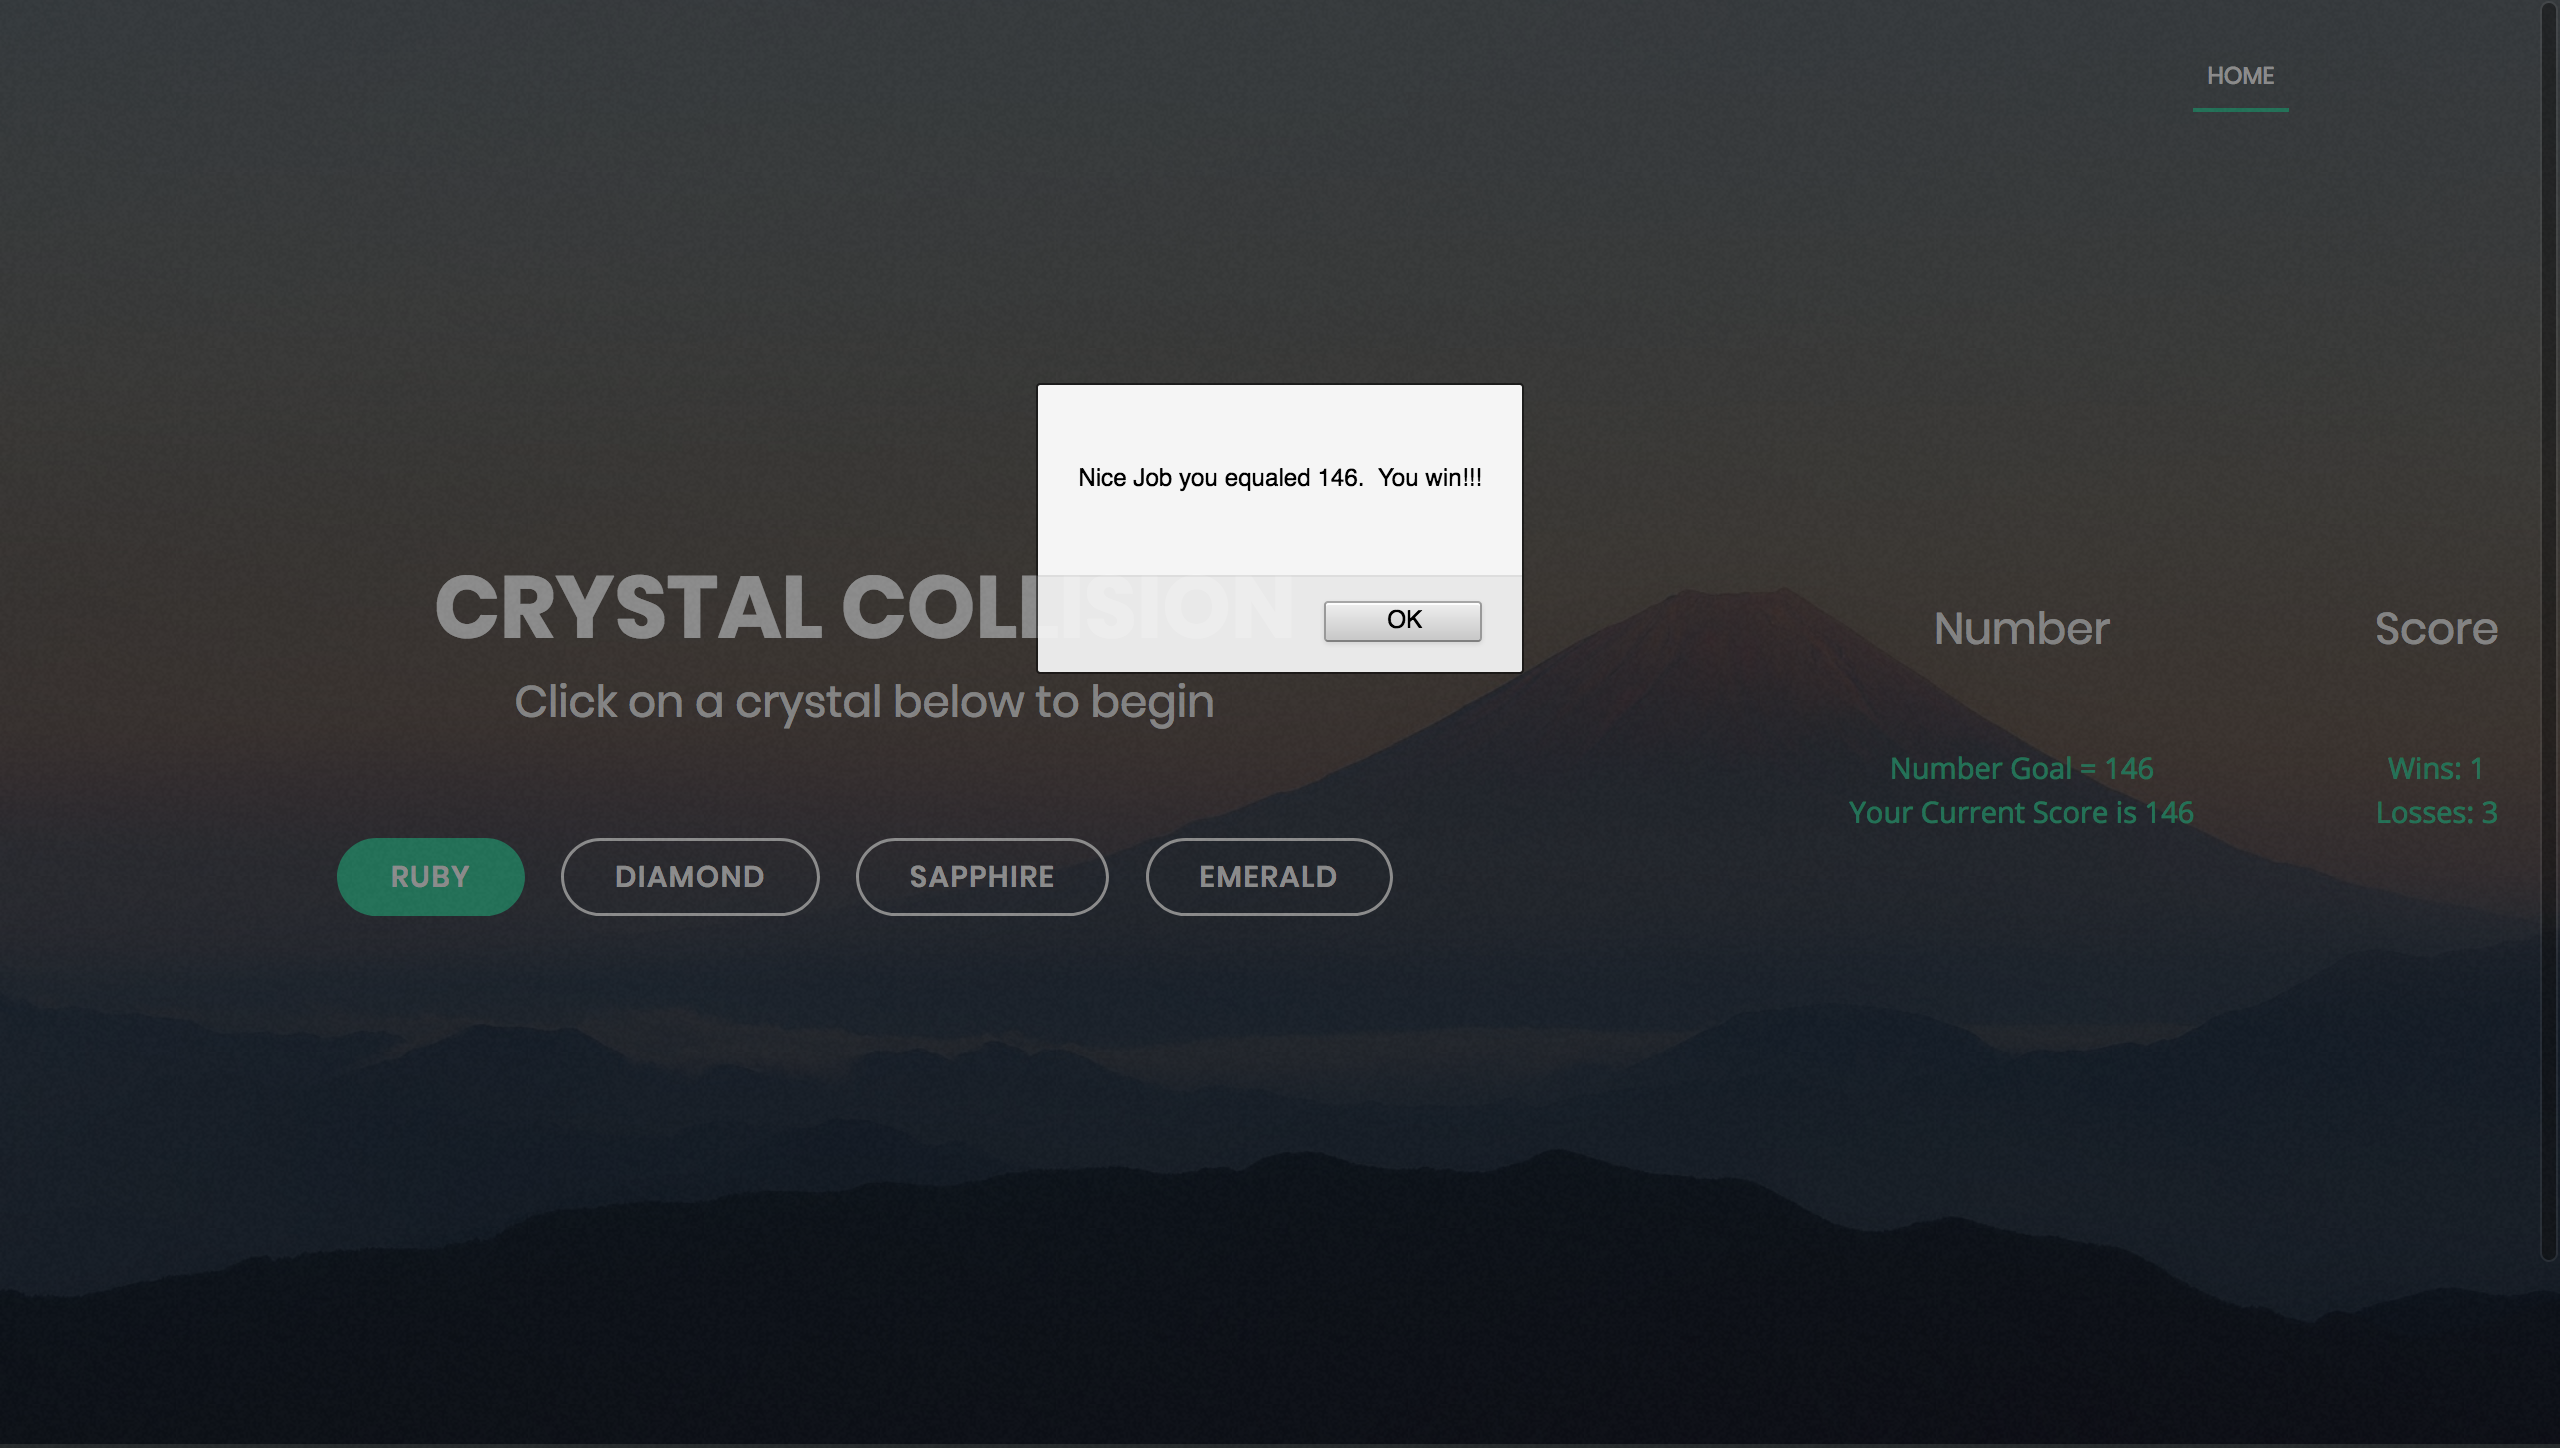 HOME
Nice Job you equaled 146.  You win!!!
OK
CRYSTAL COLLISION
Click on a crystal below to begin
RUBY DIAMOND SAPPHIRE EMERALD
Number
Number Goal = 146
Your Current Score is 146
Score
Wins: 1
Losses: 3